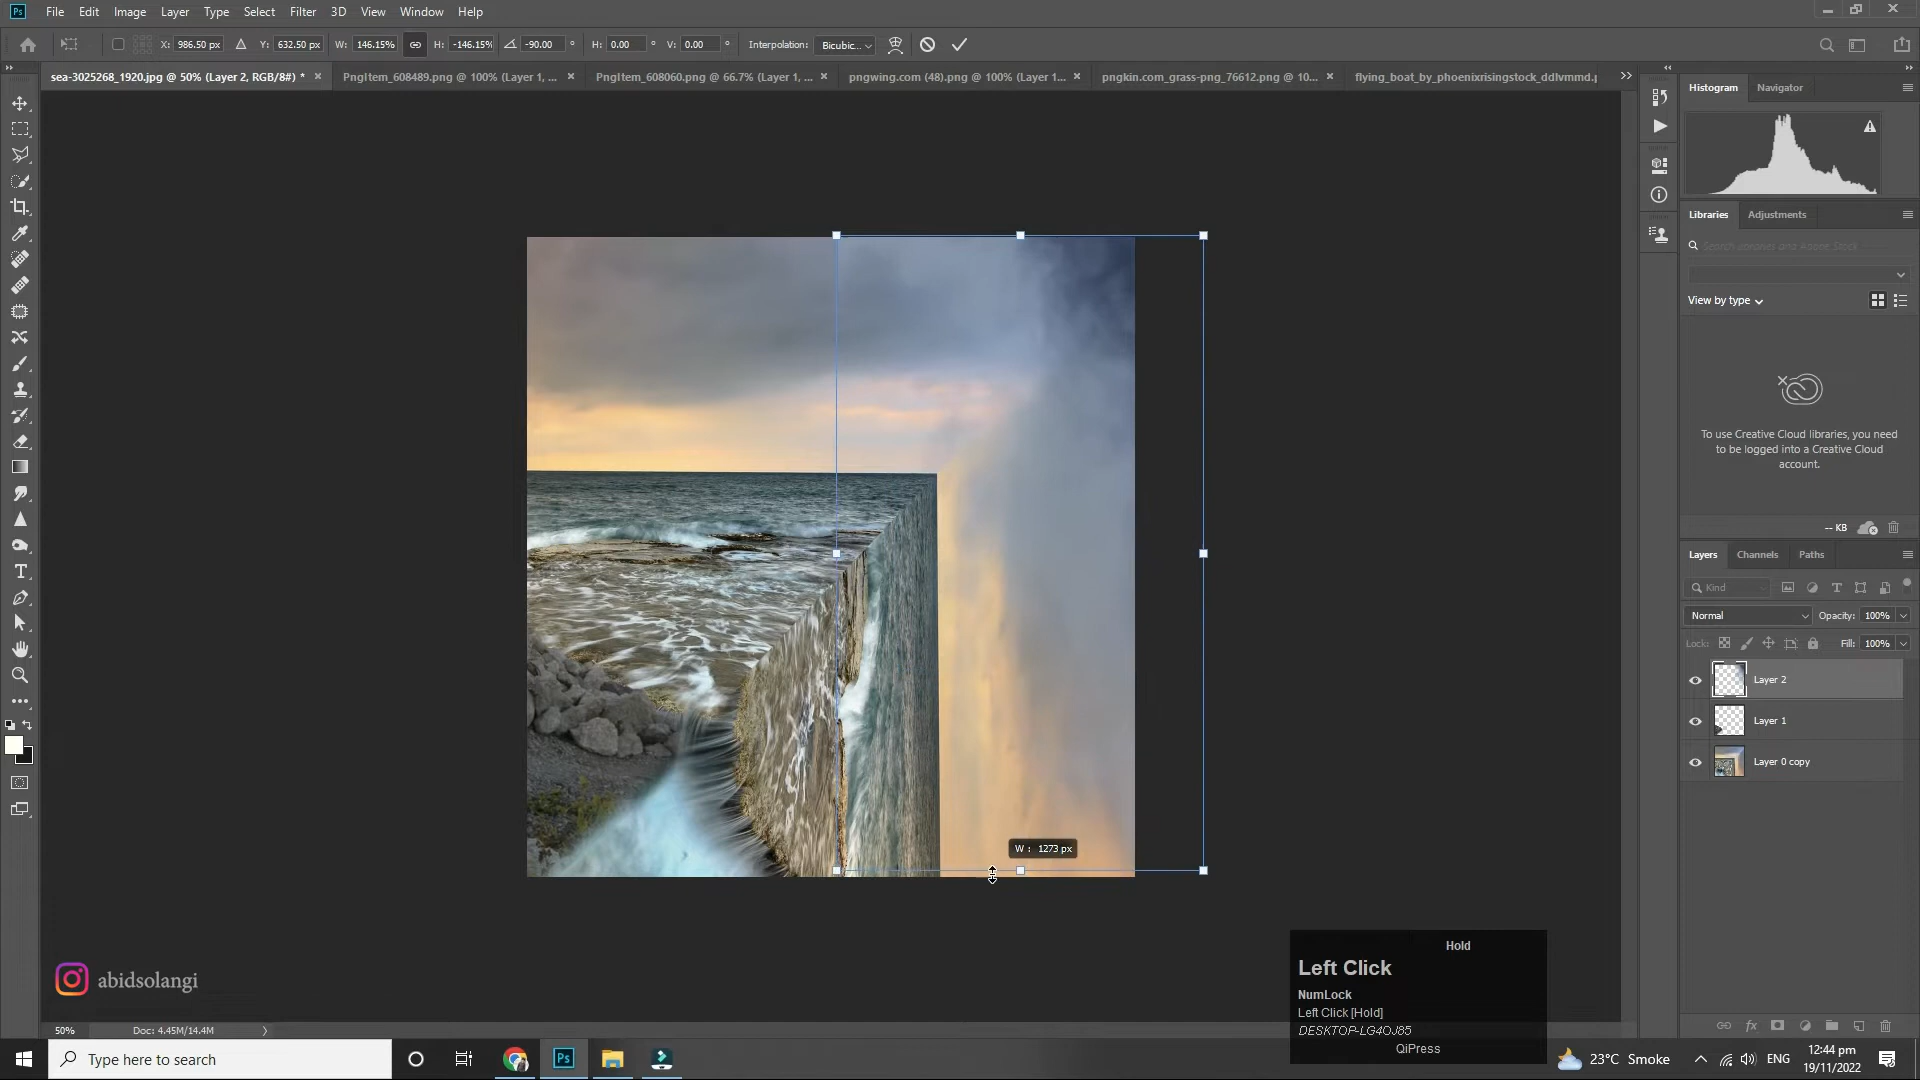 Ps File Edit Image Layer Type Select Filter 3D View Window Help
X: 986.50 px Y: 632.50 px W: 146.15% H: -146.15% -90.00 ° H: 0.00 ° V: 0.00 ° Interpolation: Bicubic...
sea-3025268_1920.jpg @ 50% (Layer 2, RGB/8#) * × PngItem_608489.png @ 100% (Layer 1, ... × PngItem_608060.png @ 66.7% (Layer 1, ... × pngwing.com (48).png @ 100% (Layer 1... × pngkin.com_grass-png_76612.png @ 10... × flying_boat_by_phoenixrisingstock_ddlvmmd.p
Histogram Navigator
Libraries Adjustments
Search libraries and Adobe Stock
View by type
To use Creative Cloud libraries, you need
to be logged into a Creative Cloud
account.
-- KB
Layers Channels Paths
Kind
Normal Opacity: 100%
Lock: Fill: 100%
Layer 2
Layer 1
Layer 0 copy
W : 1273 px
abidsolangi
Hold
Left Click
NumLock
Left Click [Hold]
DESKTOP-LG4OJ85
QiPress
50% Doc: 4.45M/14.4M
Type here to search
Ps
23°C Smoke
ENG
12:44 pm
19/11/2022